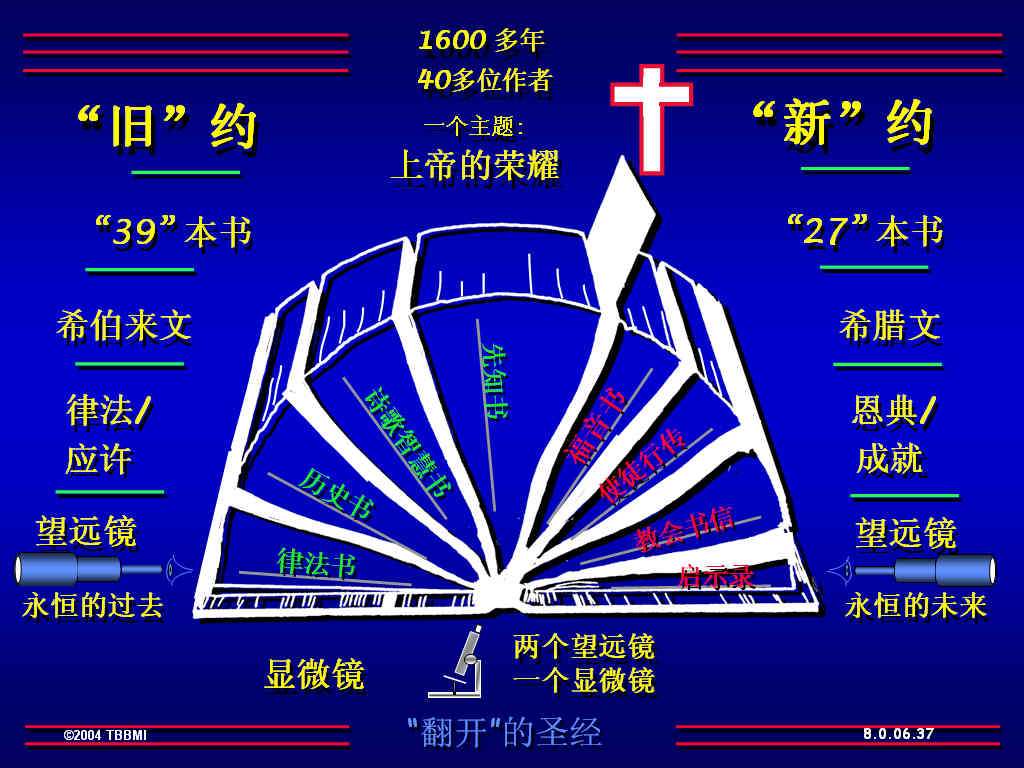 1600 多年
40多位作者
一个主题:
上帝的荣耀
“旧”约
“39”本书
希伯来文
律法/
应许
望远镜
永恒的过去
“新”约
“27”本书
希腊文
恩典/
成就
望远镜
永恒的未来
律法书
历史书
诗歌智慧书
先知书
福音书
使徒行传
教会书信
启示录
显微镜
两个望远镜
一个显微镜
“翻开”的圣经
©2004 TBBMI
8.0.06.37